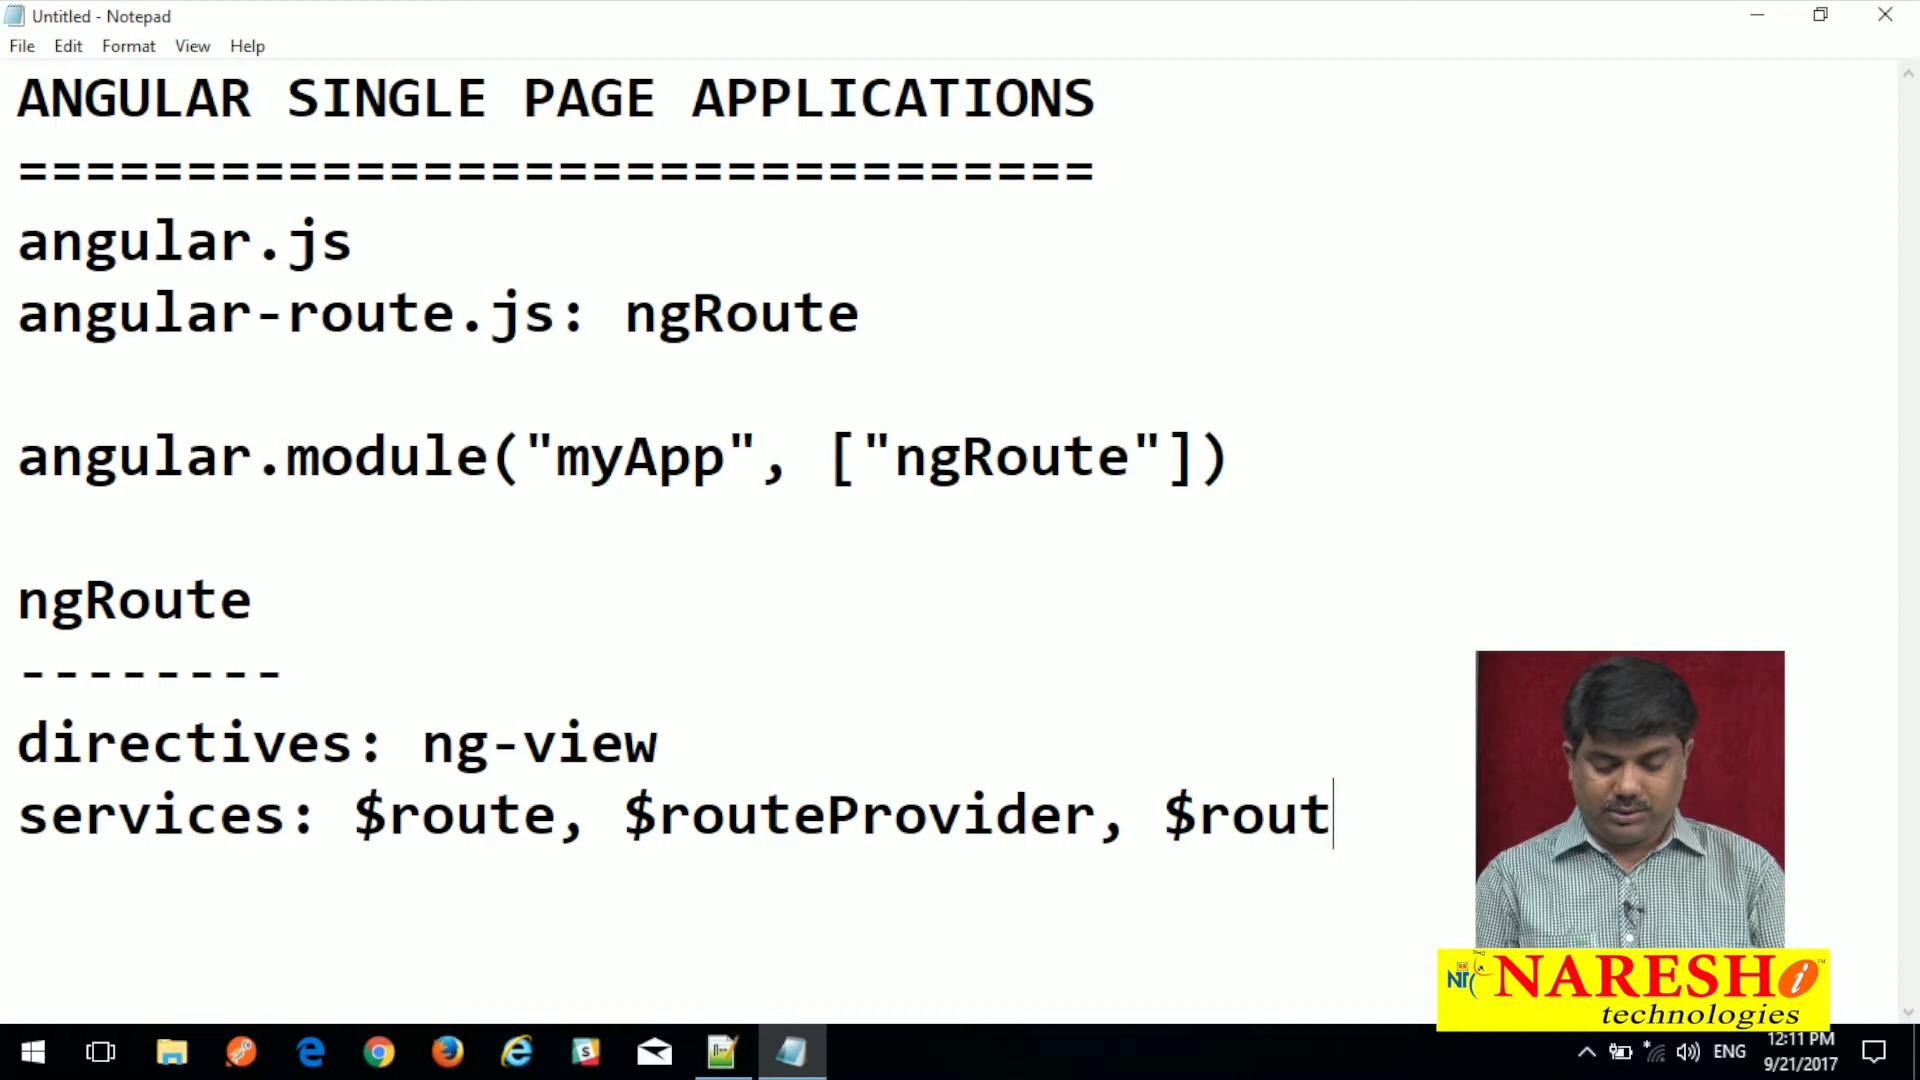 Untitled - Notepad
File Edit Format View Help
ANGULAR SINGLE PAGE APPLICATIONS
================================
angular.js
angular-route.js: ngRoute
angular.module("myApp", ["ngRoute"])
ngRoute
--------
directives: ng-view
services: $route, $routeProvider, $rout
NT
NARESH i ™
technologies
ENG
12:11 PM
9/21/2017